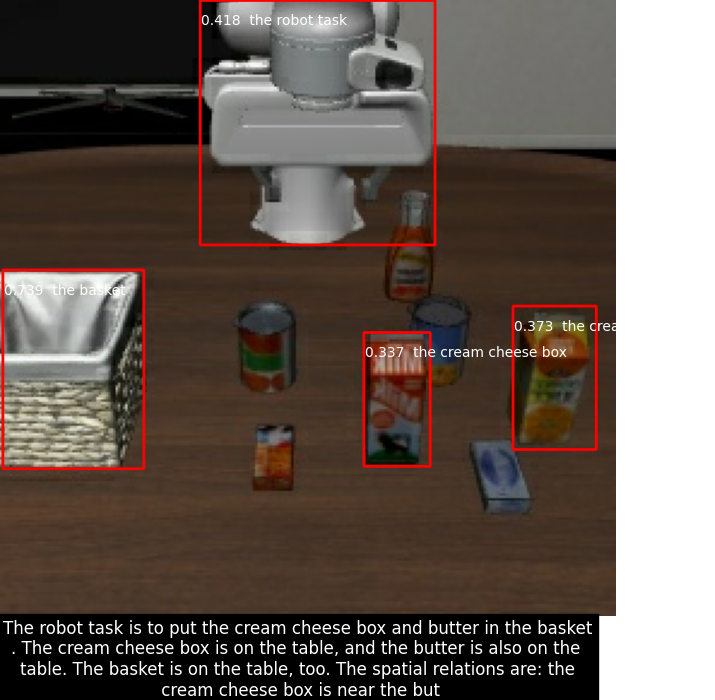 0.418 the robot task
0.739 the basket
0.373 the crea
0.337 the cream cheese box
The robot task is to put the cream cheese box and butter in the basket
. The cream cheese box is on the table, and the butter is also on the
table. The basket is on the table, too. The spatial relations are: the
cream cheese box is near the but